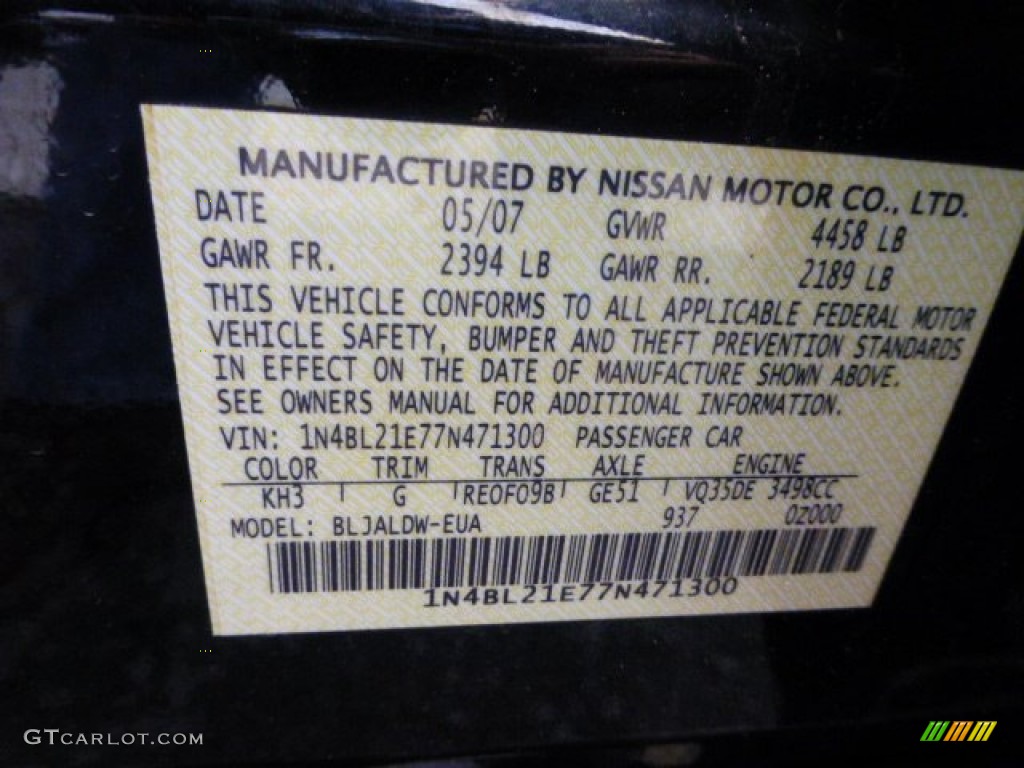 MANUFACTURED BY NISSAN MOTOR CO., LTD.
DATE 05/07 GVWR 4458 LB
GAWR FR. 2394 LB GAWR RR. 2189 LB
THIS VEHICLE CONFORMS TO ALL APPLICABLE FEDERAL MOTOR
VEHICLE SAFETY, BUMPER AND THEFT PREVENTION STANDARDS
IN EFFECT ON THE DATE OF MANUFACTURE SHOWN ABOVE.
SEE OWNERS MANUAL FOR ADDITIONAL INFORMATION.
VIN: 1N4BL21E77N471300 PASSENGER CAR
COLOR TRIM TRANS AXLE ENGINE
KH3 G RE0F09B GE51 VQ35DE 3498CC
MODEL: BLJALDW-EUA 937 0Z000
1N4BL21E77N471300
GTCARLOT.COM